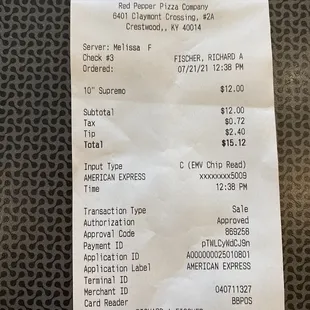 Red Pepper Pizza Company
6401 Claymont Crossing, #2A
Crestwood,, KY 40014
Server: Melissa F
Check #3 FISCHER, RICHARD A
Ordered: 07/21/21 12:38 PM
10" Supremo $12.00
Subtotal $12.00
Tax $0.72
Tip $2.40
Total $15.12
Input Type C (EMV Chip Read)
AMERICAN EXPRESS xxxxxxxx5009
Time 12:38 PM
Transaction Type Sale
Authorization Approved
Approval Code 869258
Payment ID pTWLCyWdCJ9n
Application ID A000000025010801
Application Label AMERICAN EXPRESS
Terminal ID
Merchant ID 040711327
Card Reader BBPOS